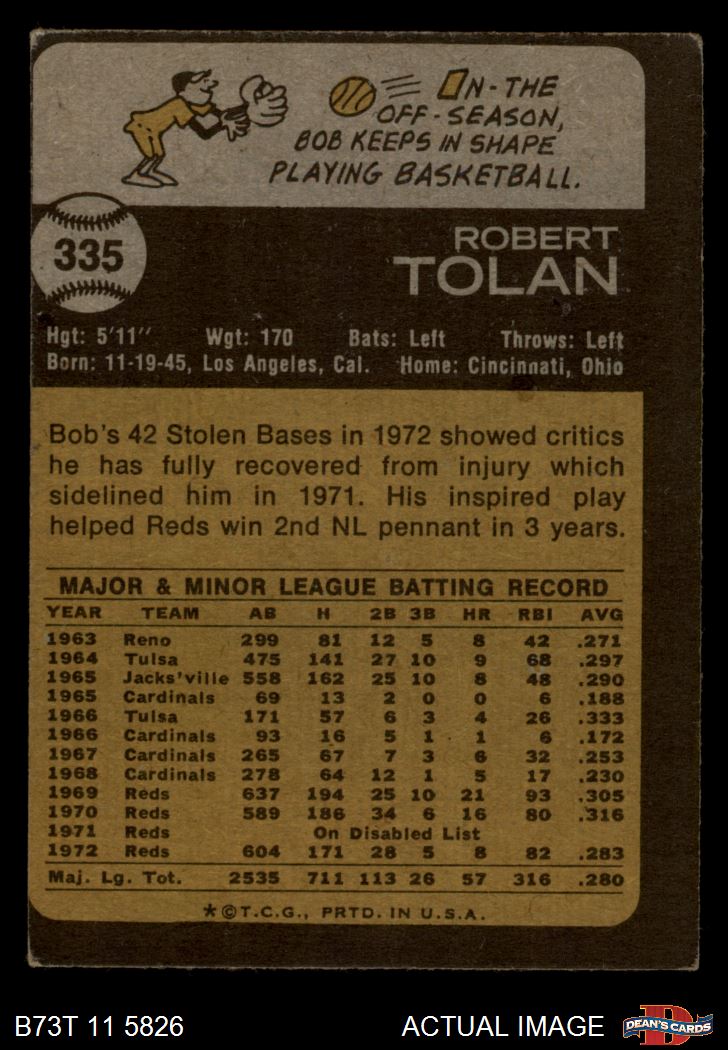 ON-THE
OFF-SEASON,
BOB KEEPS IN SHAPE
PLAYING BASKETBALL.
335
ROBERT
TOLAN
Hgt: 5'11" Wgt: 170 Bats: Left Throws: Left
Born: 11-19-45, Los Angeles, Cal. Home: Cincinnati, Ohio
Bob's 42 Stolen Bases in 1972 showed critics
he has fully recovered from injury which
sidelined him in 1971. His inspired play
helped Reds win 2nd NL pennant in 3 years.
MAJOR & MINOR LEAGUE BATTING RECORD
YEAR TEAM AB H 2B 3B HR RBI AVG
1963 Reno 299 81 12 5 8 42 .271
1964 Tulsa 475 141 27 10 9 68 .297
1965 Jacks'ville 558 162 25 10 8 48 .290
1965 Cardinals 69 13 2 0 0 6 .188
1966 Tulsa 171 57 6 3 4 26 .333
1966 Cardinals 93 16 5 1 1 6 .172
1967 Cardinals 265 67 7 3 6 32 .253
1968 Cardinals 278 64 12 1 5 17 .230
1969 Reds 637 194 25 10 21 93 .305
1970 Reds 589 186 34 6 16 80 .316
1971 Reds On Disabled List
1972 Reds 604 171 28 5 8 82 .283
Maj. Lg. Tot. 2535 711 113 26 57 316 .280
*©T.C.G., PRTD. IN U.S.A.
B73T 11 5826 ACTUAL IMAGE
D
DEAN'S CARDS